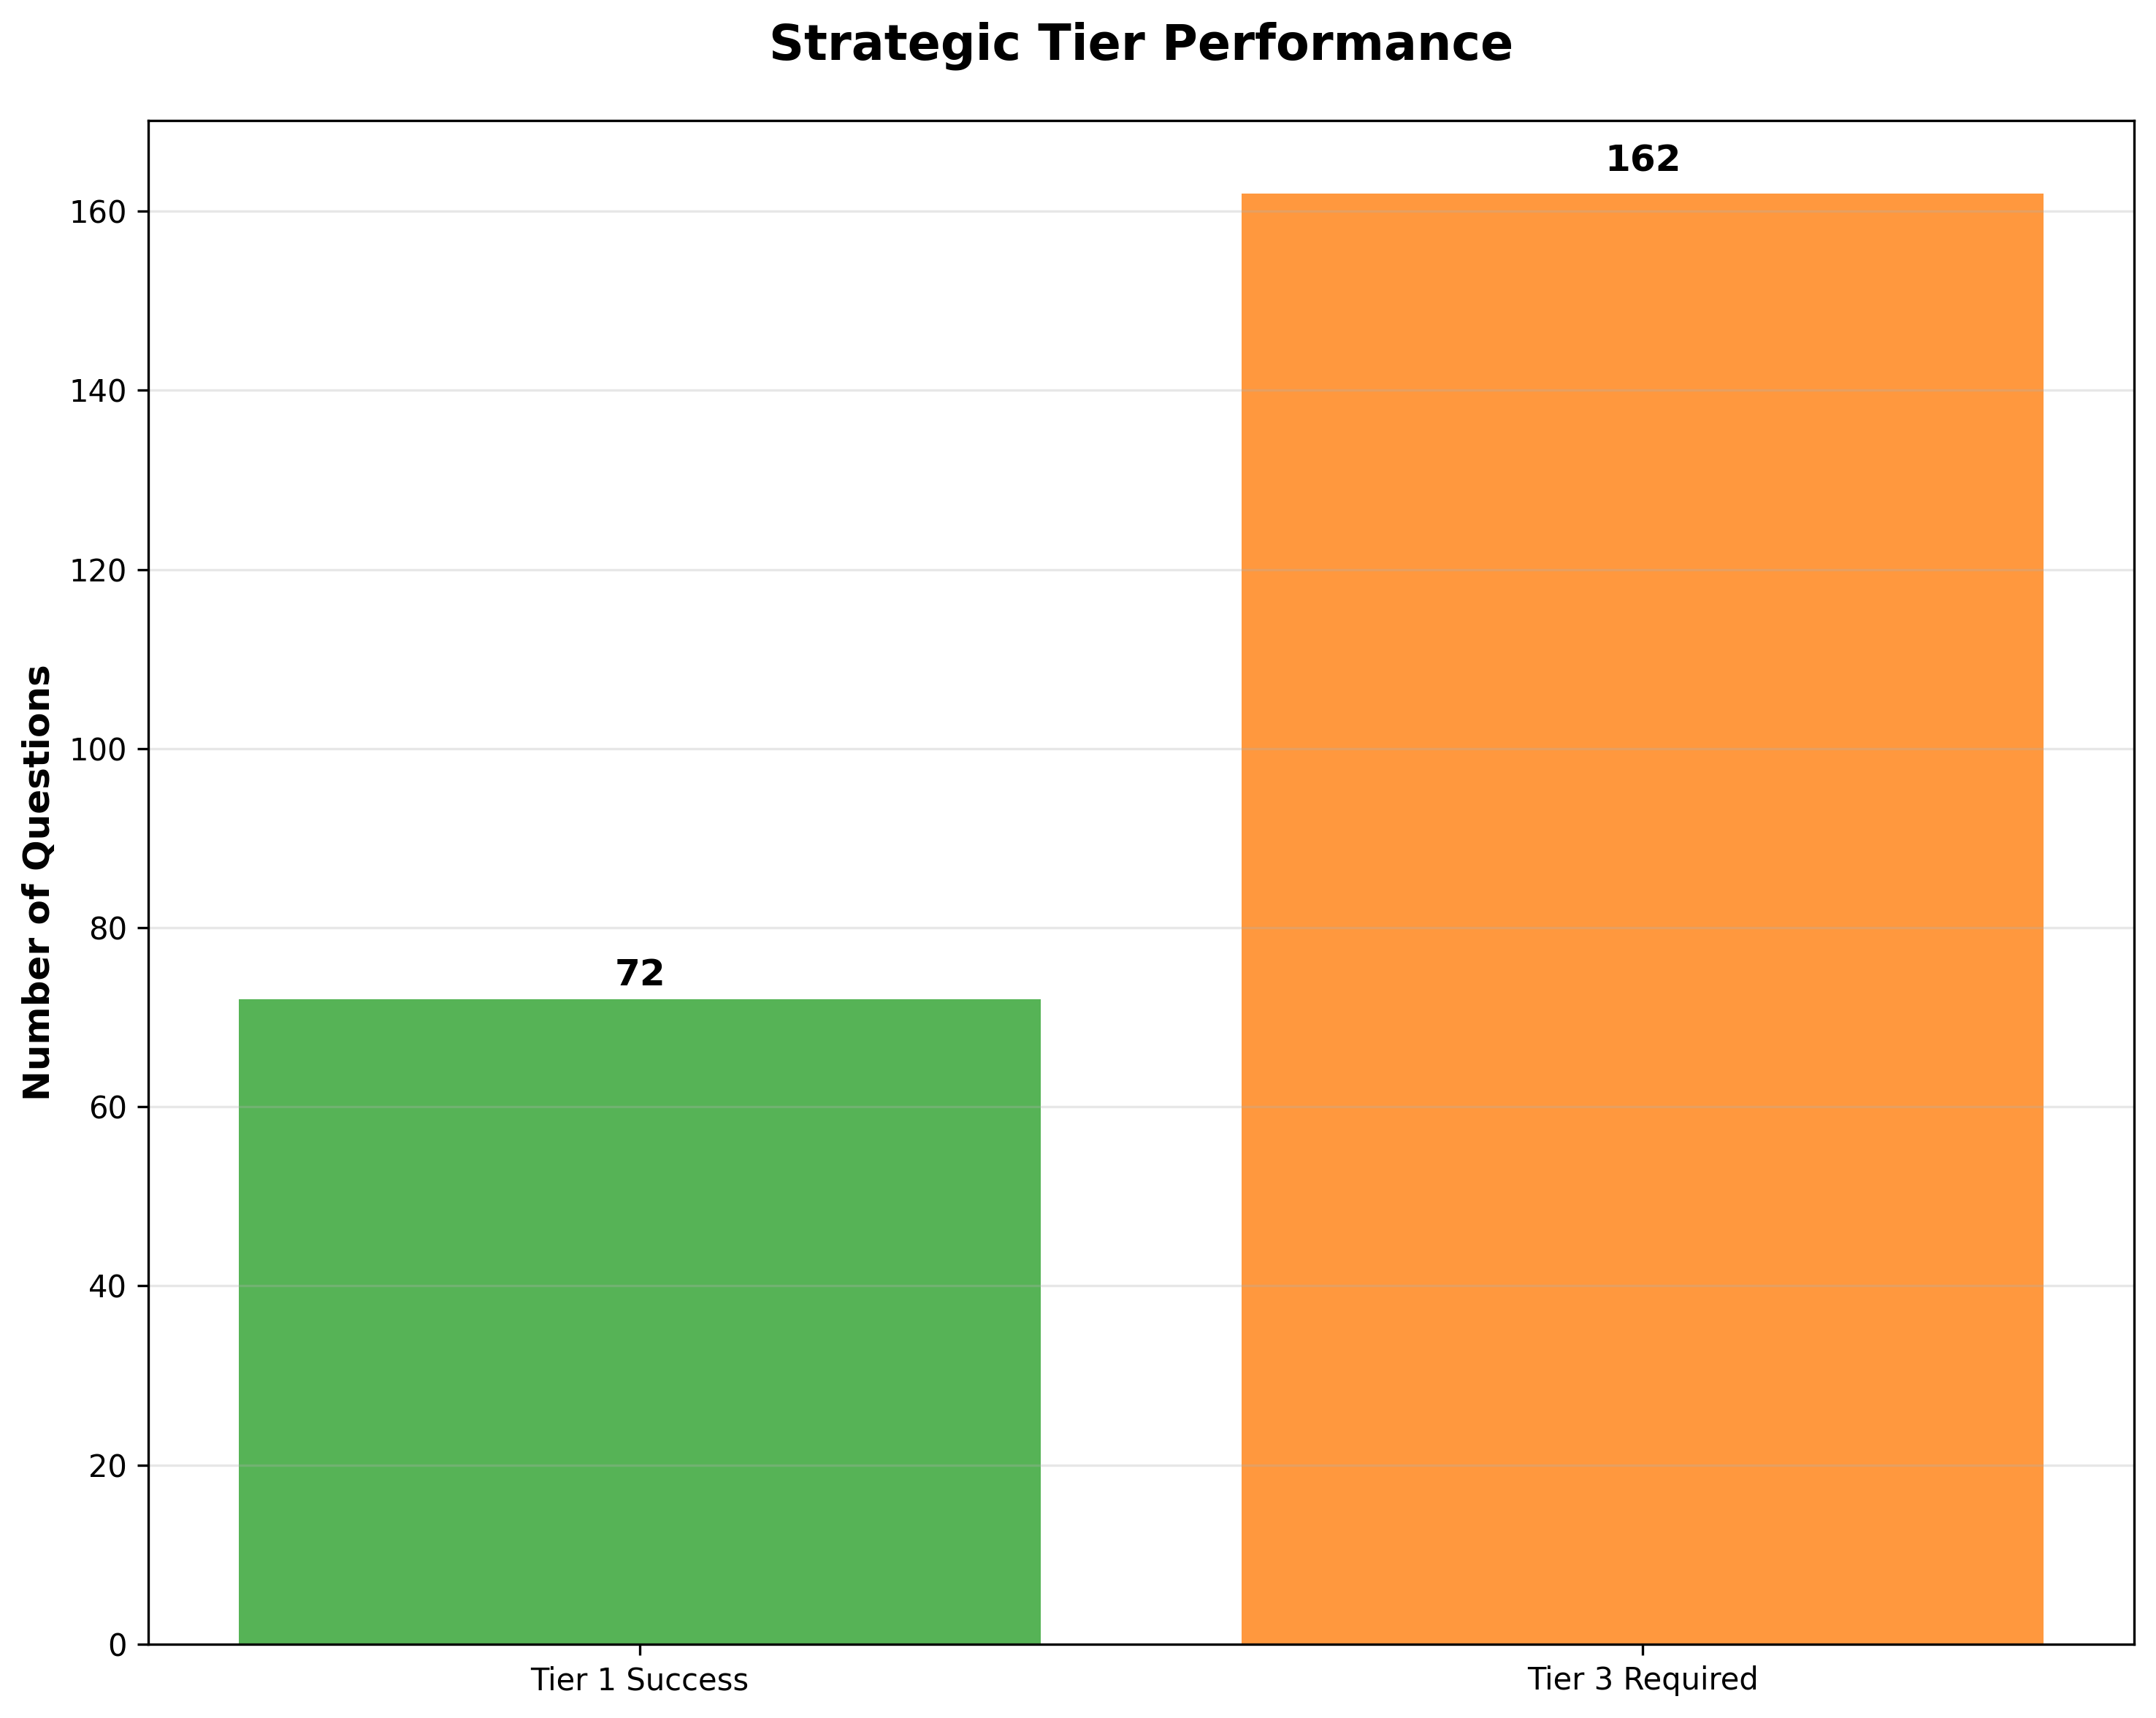 Strategic Tier Performance
Number of Questions
160
140
120
100
80
60
40
20
0
72
162
Tier 1 Success
Tier 3 Required